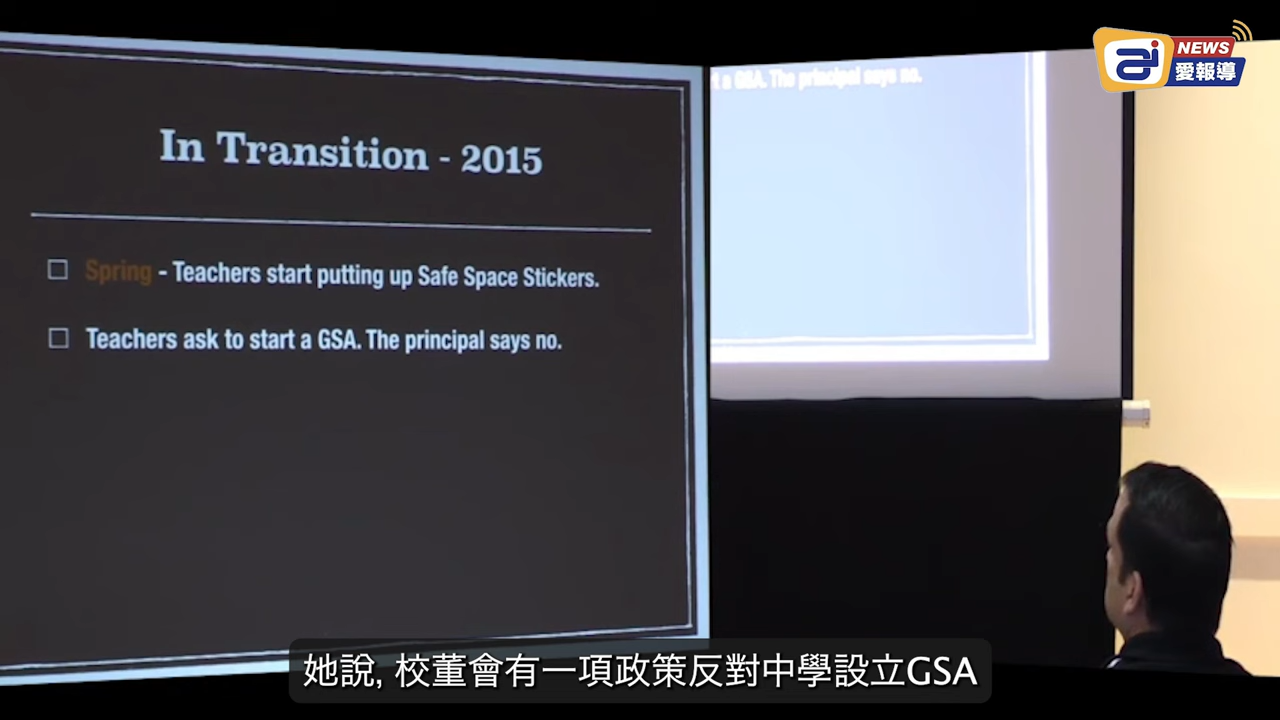 NEWS
愛報導
In Transition - 2015
Spring - Teachers start putting up Safe Space Stickers.
Teachers ask to start a GSA. The principal says no.
t a GSA. The principal says no.
她說, 校董會有一項政策反對中學設立GSA